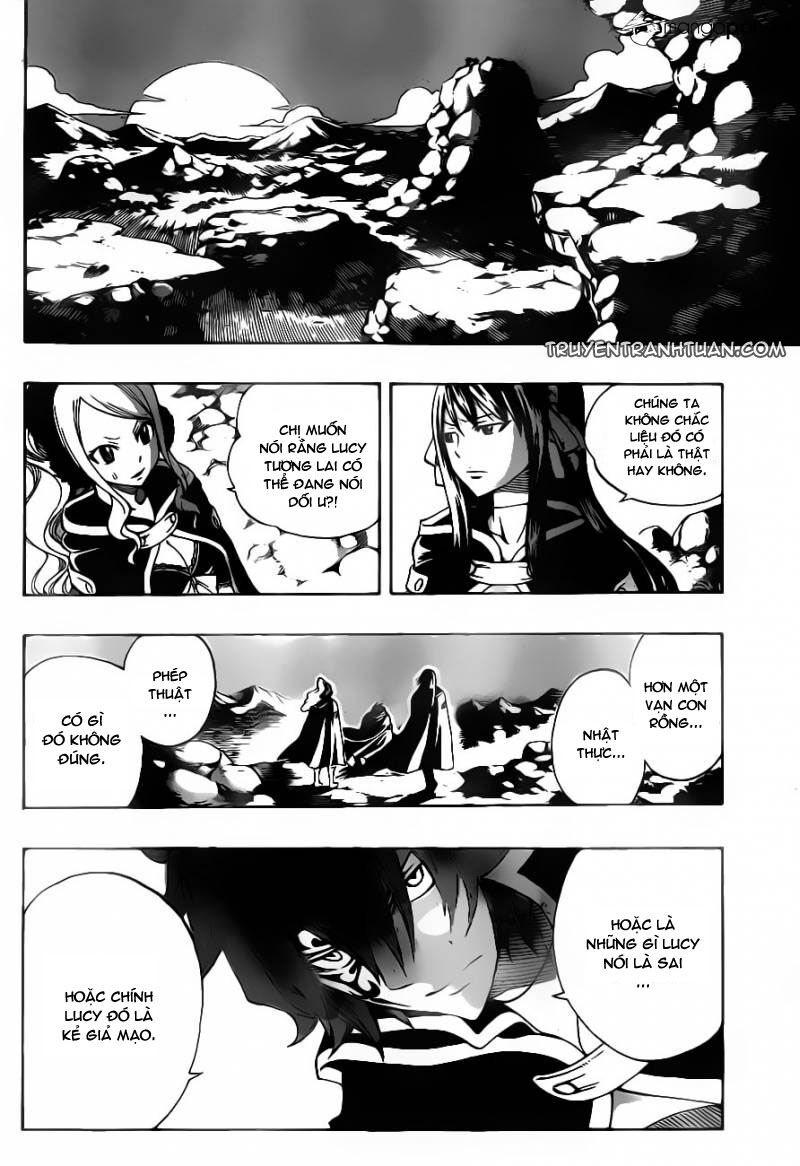 TRUYENTRANHTUAN.COM
CHÚNG TA
KHÔNG CHẮC
LIỆU ĐÓ CÓ
PHẢI LÀ THẬT
HAY KHÔNG.
CHỊ MUỐN
NÓI RẰNG LUCY
TƯƠNG LAI CÓ
THỂ ĐANG NÓI
DỐI Ư?!
HƠN MỘT
VẠN CON
RỒNG...
NHẬT
THỰC...
PHÉP
THUẬT
...
CÓ GÌ
ĐÓ KHÔNG
ĐÚNG.
HOẶC LÀ
NHỮNG GÌ LUCY
NÓI LÀ SAI
...
HOẶC CHÍNH
LUCY ĐÓ LÀ
KẺ GIẢ MẠO.